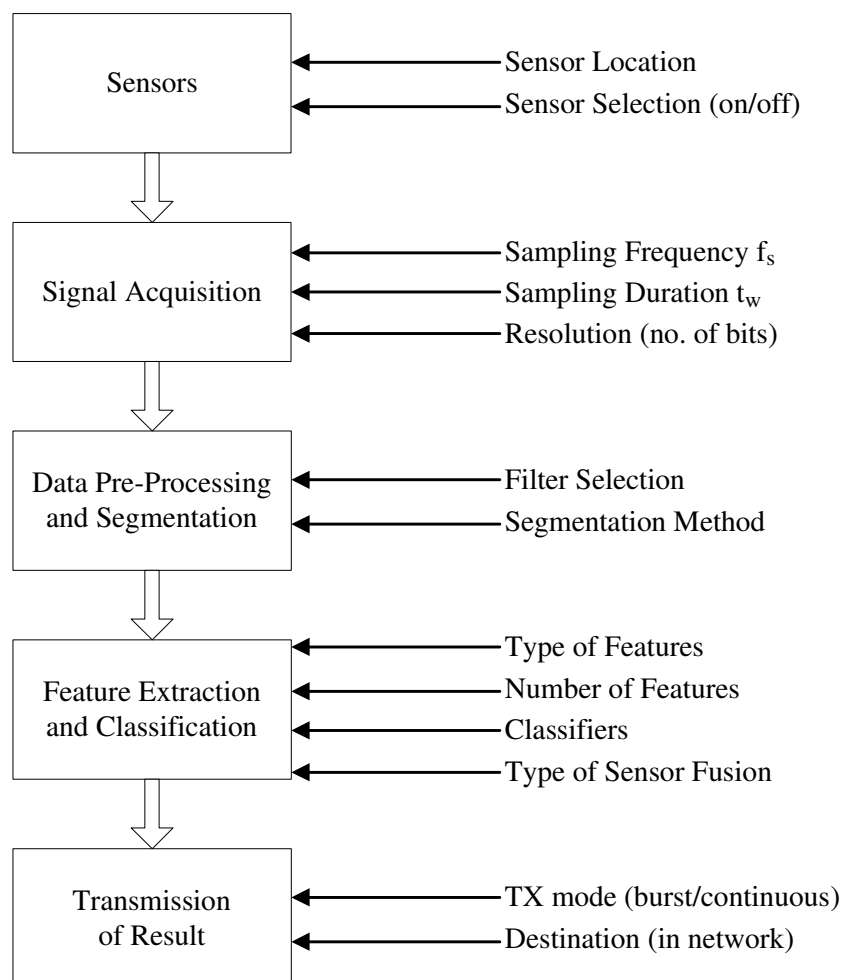 Sensors
Sensor Location
Sensor Selection (on/off)
Signal Acquisition
Sampling Frequency fs
Sampling Duration tw
Resolution (no. of bits)
Data Pre-Processing
and Segmentation
Filter Selection
Segmentation Method
Feature Extraction
and Classification
Type of Features
Number of Features
Classifiers
Type of Sensor Fusion
Transmission
of Result
TX mode (burst/continuous)
Destination (in network)